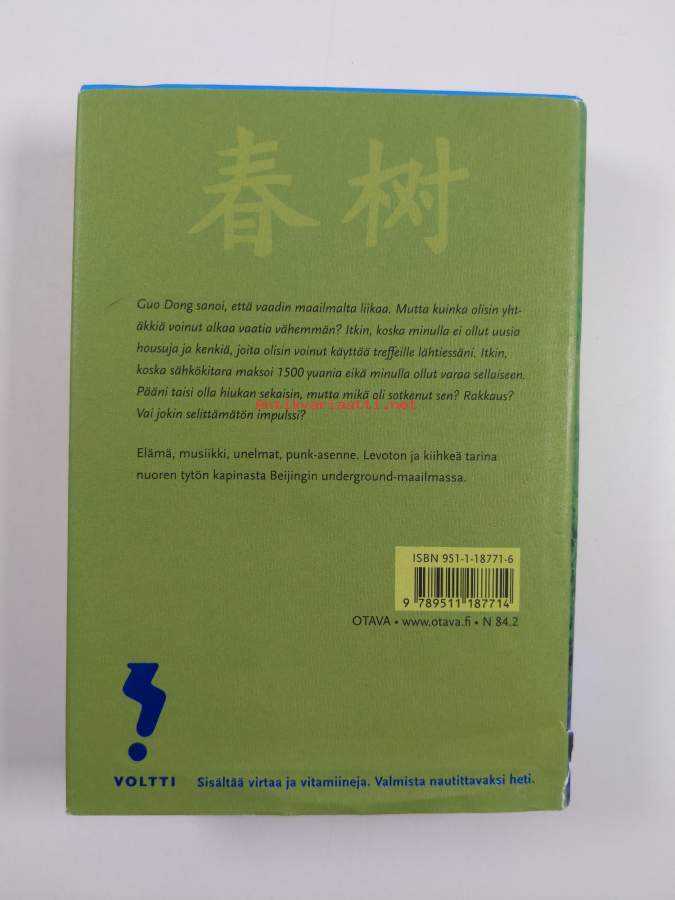 春树
Guo Dong sanoi, että vaadin maailmalta liikaa. Mutta kuinka olisin yht-
äkkiä voinut alkaa vaatia vähemmän? Itkin, koska minulla ei ollut uusia
housuja ja kenkiä, joita olisin voinut käyttää treffeille lähtiessäni. Itkin,
koska sähkökitara maksoi 1500 yuania eikä minulla ollut varaa sellaiseen.
Pääni taisi olla hiukan sekaisin, mutta mikä oli sotkenut sen? Rakkaus?
Antikvariaatti.net
Vai jokin selittämätön impulssi?
Elämä, musiikki, unelmat, punk-asenne. Levoton ja kiihkeä tarina
nuoren tytön kapinasta Beijingin underground-maailmassa.
ISBN 951-1-18771-6
9 789511 187714
OTAVA • www.otava.fi • N 84.2
VOLTTI Sisältää virtaa ja vitamiineja. Valmista nautittavaksi heti.